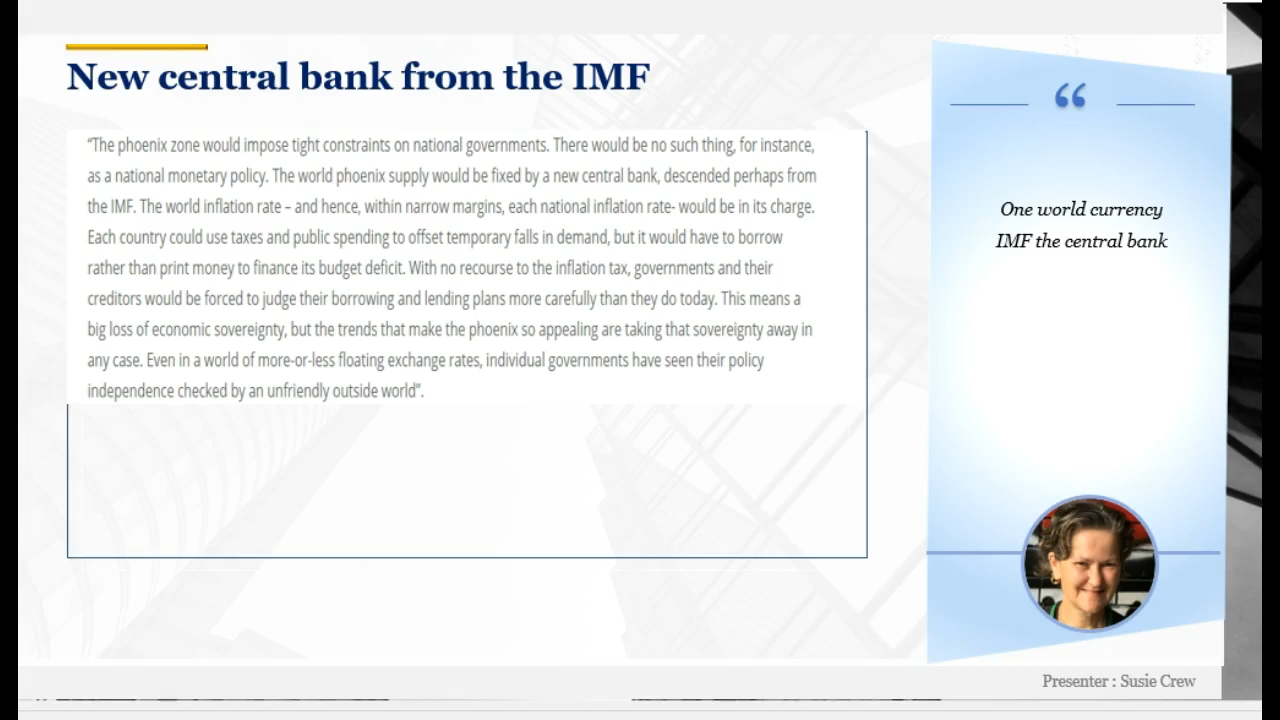 New central bank from the IMF
“The phoenix zone would impose tight constraints on national governments. There would be no such thing, for instance,
as a national monetary policy. The world phoenix supply would be fixed by a new central bank, descended perhaps from
the IMF. The world inflation rate – and hence, within narrow margins, each national inflation rate- would be in its charge.
Each country could use taxes and public spending to offset temporary falls in demand, but it would have to borrow
rather than print money to finance its budget deficit. With no recourse to the inflation tax, governments and their
creditors would be forced to judge their borrowing and lending plans more carefully than they do today. This means a
big loss of economic sovereignty, but the trends that make the phoenix so appealing are taking that sovereignty away in
any case. Even in a world of more-or-less floating exchange rates, individual governments have seen their policy
independence checked by an unfriendly outside world”.
“
One world currency
IMF the central bank
Presenter : Susie Crew